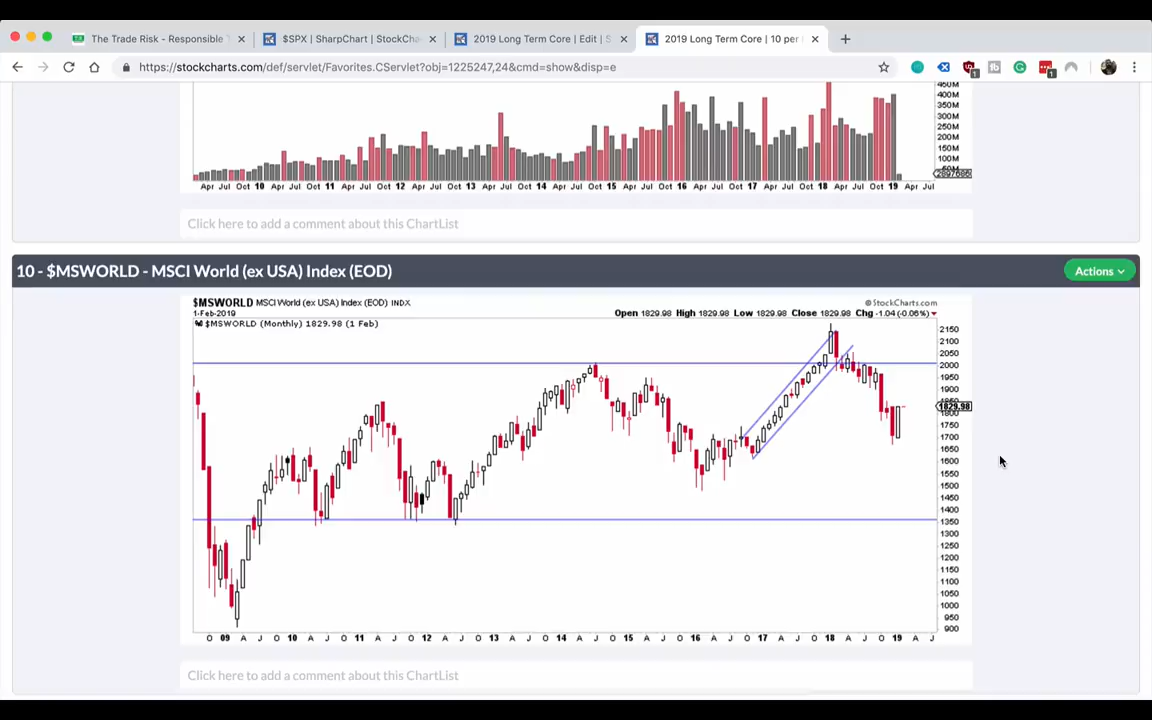 The Trade Risk - Responsible T
$SPX | SharpChart | StockCha
2019 Long Term Core | Edit | S
2019 Long Term Core | 10 per
https://stockcharts.com/def/servlet/Favorites.CServlet?obj=1225247,24&cmd=show&disp=e
450M
400M
350M
300M
250M
200M
150M
100M
Apr Jul Oct 10 Apr Jul Oct 11 Apr Jul Oct 12 Apr Jul Oct 13 Apr Jul Oct 14 Apr Jul Oct 15 Apr Jul Oct 16 Apr Jul Oct 17 Apr Jul Oct 18 Apr Jul Oct 19 Apr Jul
Click here to add a comment about this ChartList
10 - $MSWORLD - MSCI World (ex USA) Index (EOD)
Actions
$MSWORLD MSCI World (ex USA) Index (EOD) INDX
© StockCharts.com
1-Feb-2019
Open 1829.98 High 1829.98 Low 1829.98 Close 1829.98 Chg -1.04 (-0.06%)
$MSWORLD (Monthly) 1829.98 (1 Feb)
2150
2100
2050
2000
1950
1900
1829.98
1800
1750
1700
1650
1600
1550
1500
1450
1400
1350
1300
1250
1200
1150
1100
1050
1000
950
900
O 09 A J O 10 A J O 11 A J O 12 A J O 13 A J O 14 A J O 15 A J O 16 A J O 17 A J O 18 A J O 19 A J
Click here to add a comment about this ChartList